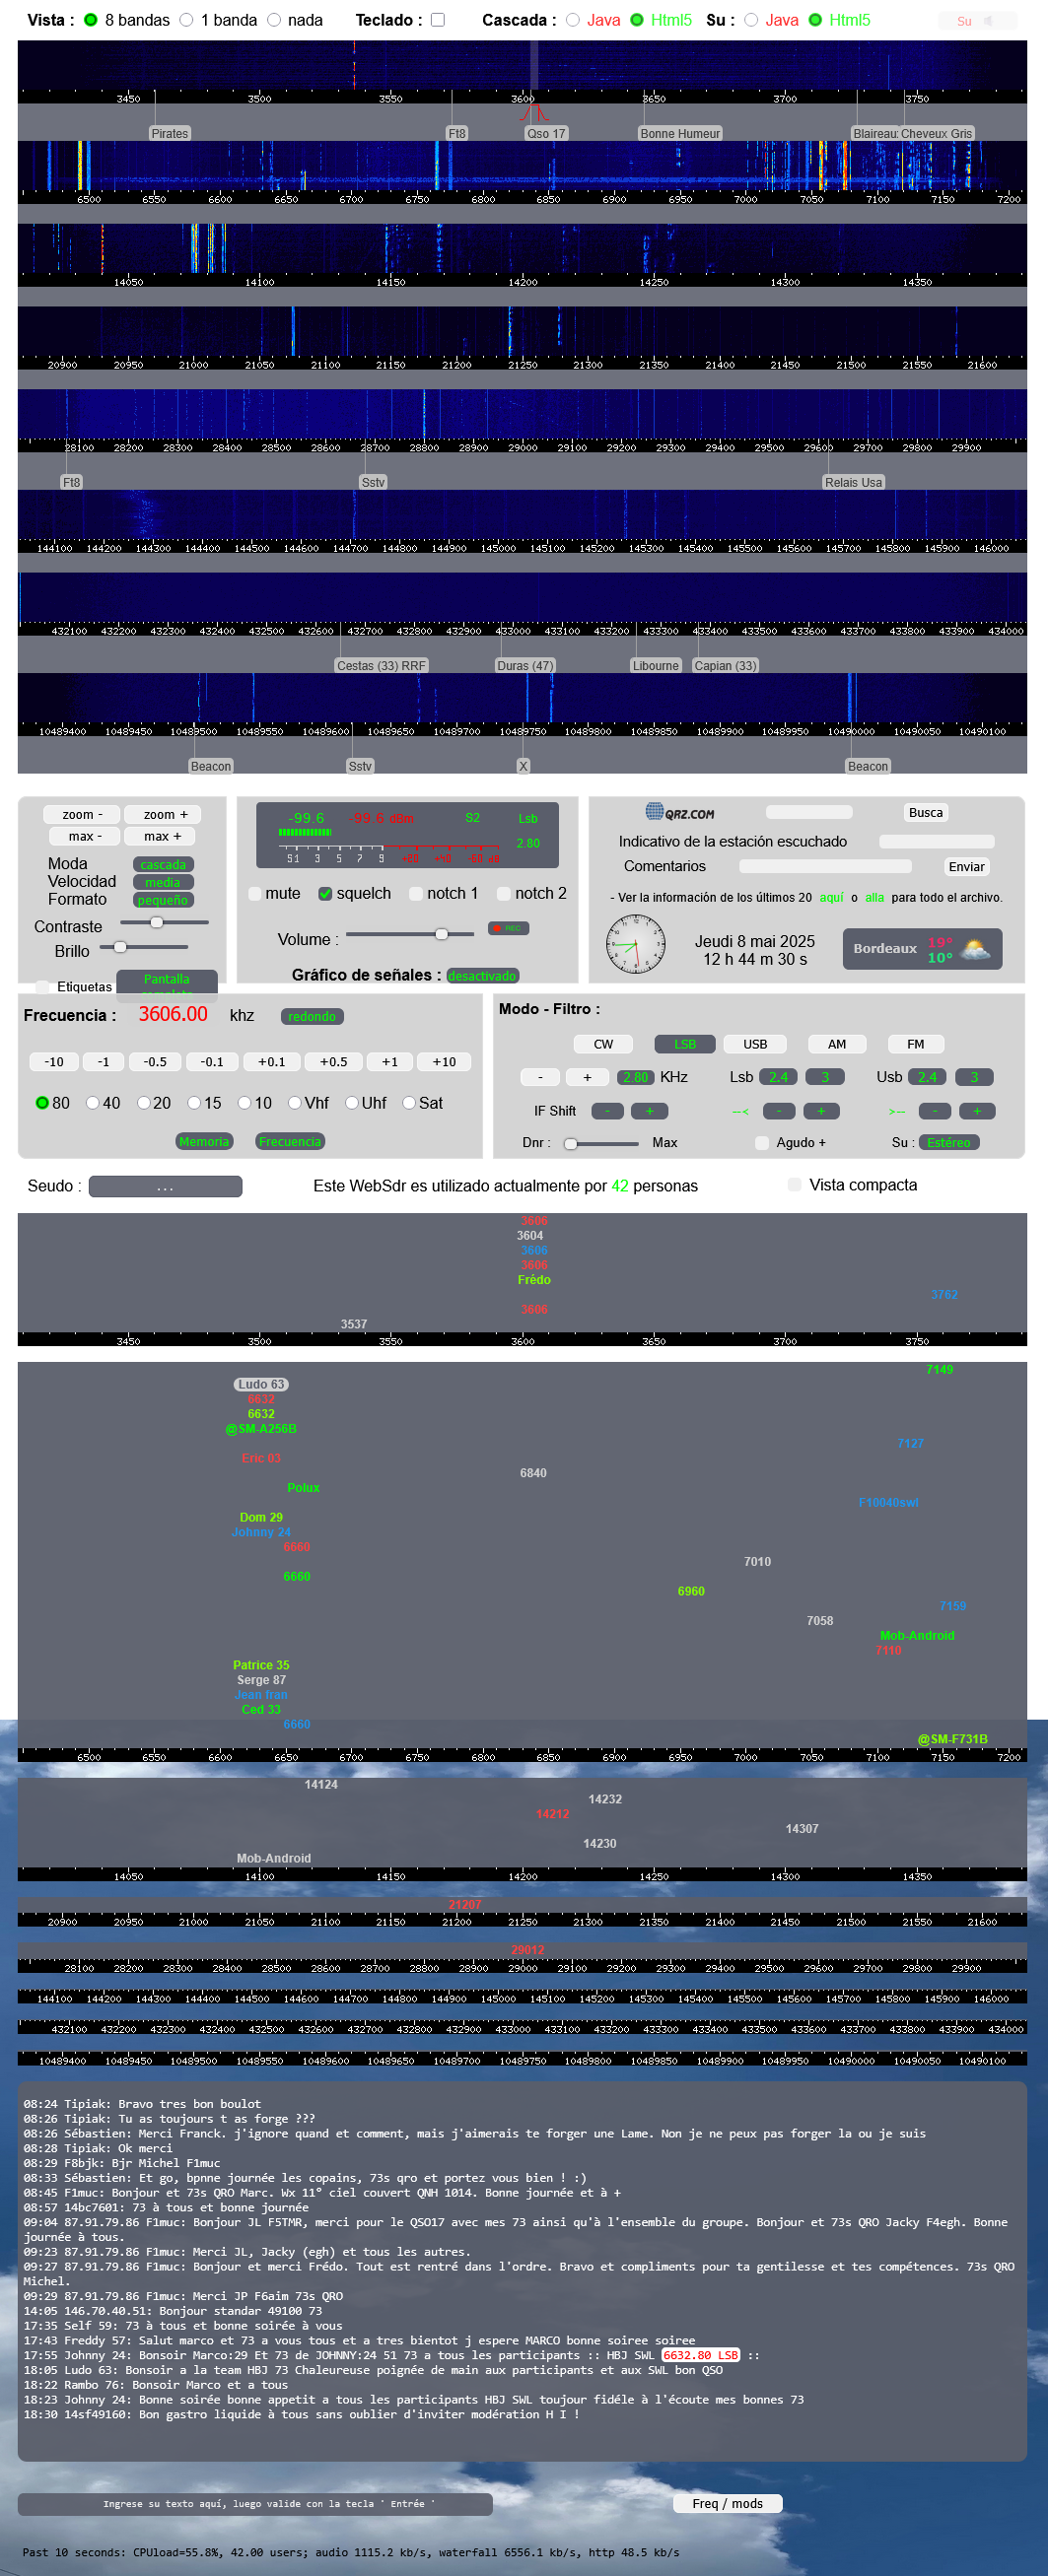 Vista : 8 bandas 1 banda nada Teclado : Cascada : Java Html5 Su : Java Html5 Su
3450 3500 3550 3600 3650 3700 3750
Pirates Ft8 Qso 17 Bonne Humeur Blaireau: Cheveux Gris
6500 6550 6600 6650 6700 6750 6800 6850 6900 6950 7000 7050 7100 7150 7200
14050 14100 14150 14200 14250 14300 14350
20900 20950 21000 21050 21100 21150 21200 21250 21300 21350 21400 21450 21500 21550 21600
28100 28200 28300 28400 28500 28600 28700 28800 28900 29000 29100 29200 29300 29400 29500 29600 29700 29800 29900
Ft8 Sstv Relais Usa
144100 144200 144300 144400 144500 144600 144700 144800 144900 145000 145100 145200 145300 145400 145500 145600 145700 145800 145900 146000
432100 432200 432300 432400 432500 432600 432700 432800 432900 433000 433100 433200 433300 433400 433500 433600 433700 433800 433900 434000
Cestas (33) RRF Duras (47) Libourne Capian (33)
10489400 10489450 10489500 10489550 10489600 10489650 10489700 10489750 10489800 10489850 10489900 10489950 10490000 10490050 10490100
Beacon Sstv X Beacon
zoom - zoom +
max - max +
Moda cascada
Velocidad media
Formato pequeño
Contraste
Brillo
Etiquetas Pantalla
-99.6 -99.6 dBm S2 Lsb
2.80
S1 3 5 7 9 +20 +40 +60 dB
mute squelch notch 1 notch 2
Volume : REC
Gráfico de señales : desactivado
QRZ.COM Busca
Indicativo de la estación escuchado
Comentarios Enviar
- Ver la información de los últimos 20 aquí o alla para todo el archivo.
Jeudi 8 mai 2025
12 h 44 m 30 s
Bordeaux 19°
10°
Frecuencia : 3606.00 khz redondo
-10 -1 -0.5 -0.1 +0.1 +0.5 +1 +10
80 40 20 15 10 Vhf Uhf Sat
Memoria Frecuencia
Modo - Filtro :
CW LSB USB AM FM
- + 2.80 KHz Lsb 2.4 3 Usb 2.4 3
IF Shift - + --< - + >-- - +
Dnr : Max Agudo + Su : Estéreo
Seudo : ... Este WebSdr es utilizado actualmente por 42 personas Vista compacta
3606
3604
3606
3606
Frédo
3762
3606
3537
3450 3500 3550 3600 3650 3700 3750
7149
Ludo 63
6632
6632
@SM-A256B
7127
Eric 03
6840
Polux
F10040swl
Dom 29
Johnny 24
6660
7010
6660
6960
7159
7058
Mob-Android
7110
Patrice 35
Serge 87
Jean fran
Ced 33
6660
@SM-F731B
6500 6550 6600 6650 6700 6750 6800 6850 6900 6950 7000 7050 7100 7150 7200
14124
14232
14212
14307
14230
Mob-Android
14050 14100 14150 14200 14250 14300 14350
21207
20900 20950 21000 21050 21100 21150 21200 21250 21300 21350 21400 21450 21500 21550 21600
29012
28100 28200 28300 28400 28500 28600 28700 28800 28900 29000 29100 29200 29300 29400 29500 29600 29700 29800 29900
144100 144200 144300 144400 144500 144600 144700 144800 144900 145000 145100 145200 145300 145400 145500 145600 145700 145800 145900 146000
432100 432200 432300 432400 432500 432600 432700 432800 432900 433000 433100 433200 433300 433400 433500 433600 433700 433800 433900 434000
10489400 10489450 10489500 10489550 10489600 10489650 10489700 10489750 10489800 10489850 10489900 10489950 10490000 10490050 10490100
08:24 Tipiak: Bravo tres bon boulot
08:26 Tipiak: Tu as toujours t as forge ???
08:26 Sébastien: Merci Franck. j'ignore quand et comment, mais j'aimerais te forger une Lame. Non je ne peux pas forger la ou je suis
08:28 Tipiak: Ok merci
08:29 F8bjk: Bjr Michel F1muc
08:33 Sébastien: Et go, bpnne journée les copains, 73s qro et portez vous bien ! :)
08:45 F1muc: Bonjour et 73s QRO Marc. Wx 11° ciel couvert QNH 1014. Bonne journée et à +
08:57 14bc7601: 73 à tous et bonne journée
09:04 87.91.79.86 F1muc: Bonjour JL F5TMR, merci pour le QSO17 avec mes 73 ainsi qu'à l'ensemble du groupe. Bonjour et 73s QRO Jacky F4egh. Bonne
journée à tous.
09:23 87.91.79.86 F1muc: Merci JL, Jacky (egh) et tous les autres.
09:27 87.91.79.86 F1muc: Bonjour et merci Frédo. Tout est rentré dans l'ordre. Bravo et compliments pour ta gentilesse et tes compétences. 73s QRO
Michel.
09:29 87.91.79.86 F1muc: Merci JP F6aim 73s QRO
14:05 146.70.40.51: Bonjour standar 49100 73
17:35 Self 59: 73 à tous et bonne soirée à vous
17:43 Freddy 57: Salut marco et 73 a vous tous et a tres bientot j espere MARCO bonne soiree soiree
17:55 Johnny 24: Bonsoir Marco:29 Et 73 de JOHNNY:24 51 73 a tous les participants :: HBJ SWL 6632.80 LSB ::
18:05 Ludo 63: Bonsoir a la team HBJ 73 Chaleureuse poignée de main aux participants et aux SWL bon QSO
18:22 Rambo 76: Bonsoir Marco et a tous
18:23 Johnny 24: Bonne soirée bonne appetit a tous les participants HBJ SWL toujour fidéle à l'écoute mes bonnes 73
18:30 14sf49160: Bon gastro liquide à tous sans oublier d'inviter modération H I !
Ingrese su texto aquí, luego valide con la tecla " Entrée " Freq / mods
Past 10 seconds: CPUload=55.8%, 42.00 users; audio 1115.2 kb/s, waterfall 6556.1 kb/s, http 48.5 kb/s